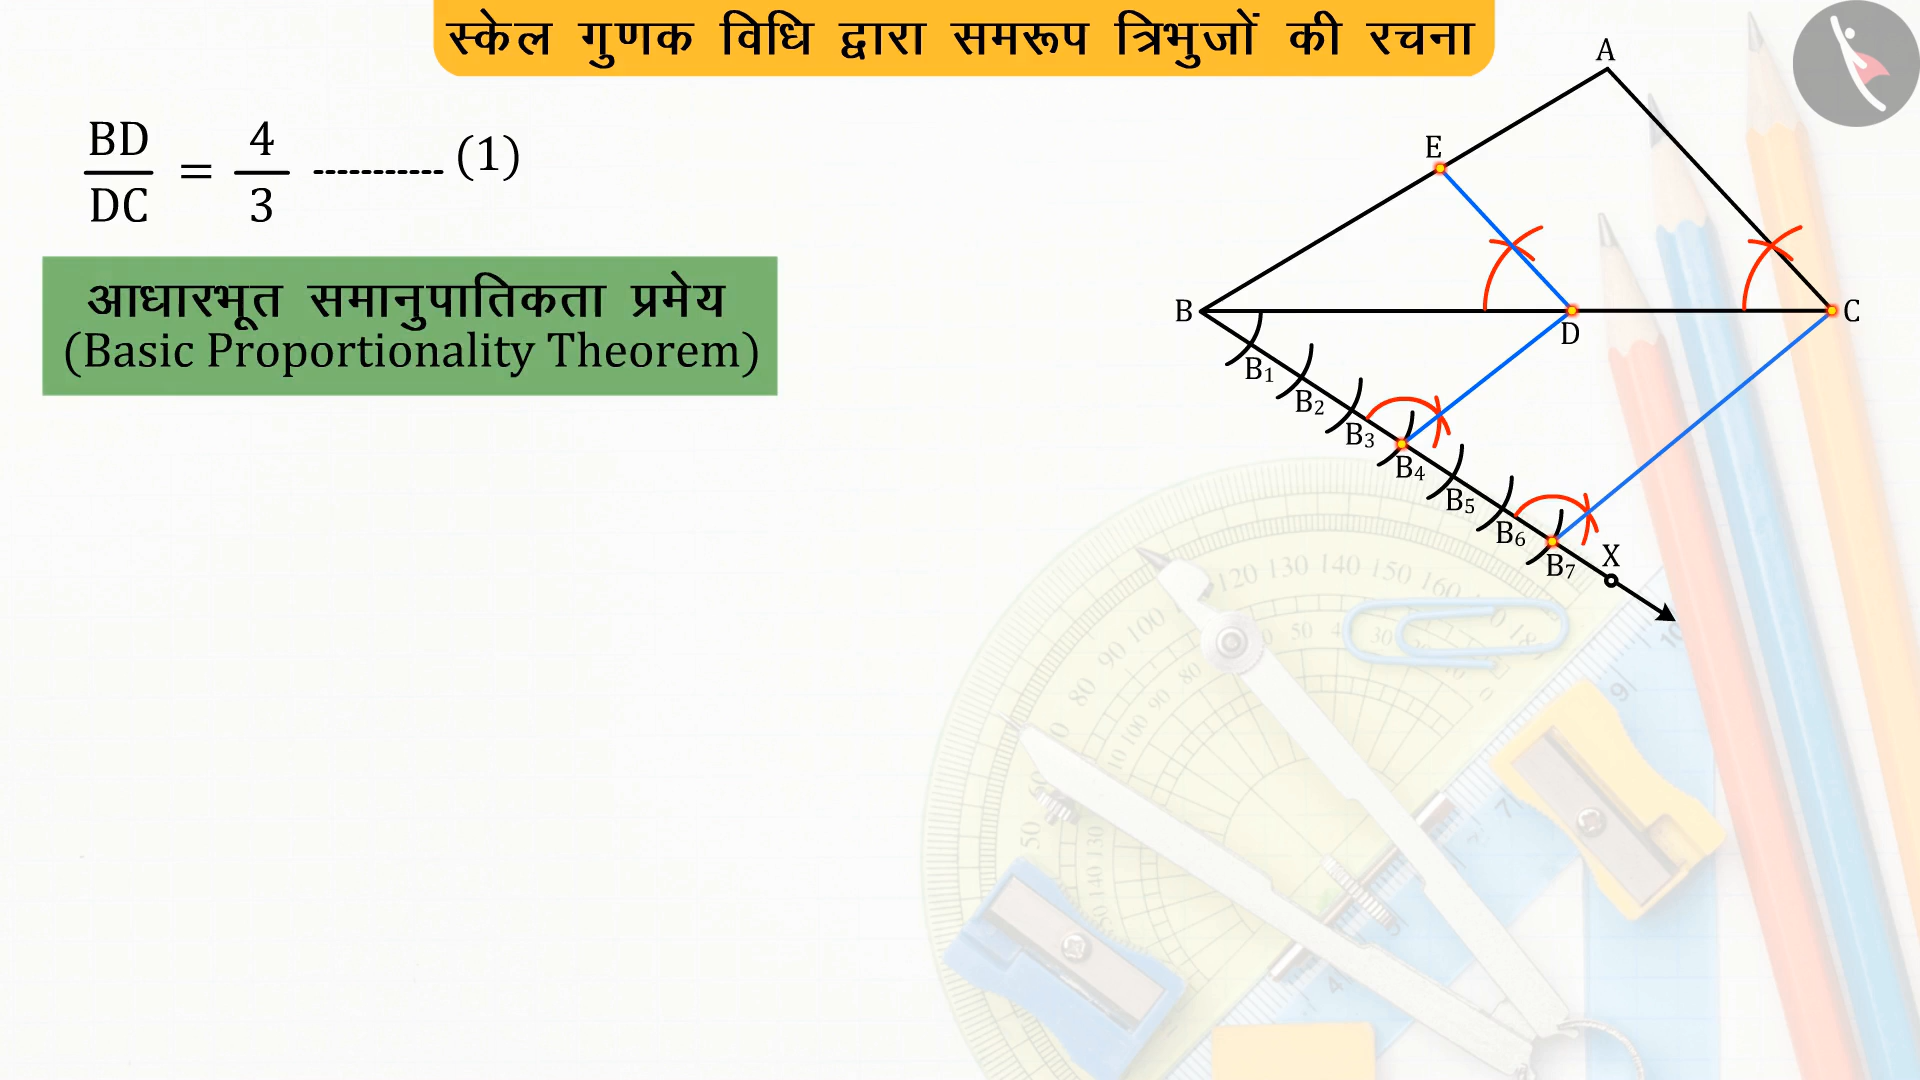 स्केल गुणक विधि द्वारा समरूप त्रिभुजों की रचना
BD/DC = 4/3 ----------- (1)
आधारभूत समानुपातिकता प्रमेय
(Basic Proportionality Theorem)
A
E
B
D
C
B₁
B₂
B₃
B₄
B₅
B₆
B₇
X